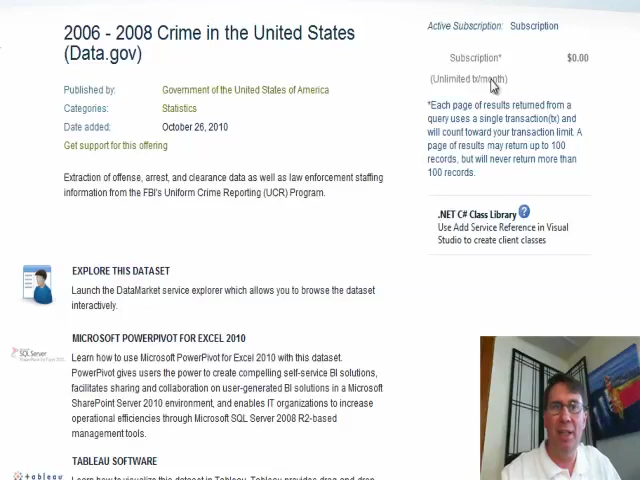 2006 - 2008 Crime in the United States
(Data.gov)
Published by: Government of the United States of America
Categories: Statistics
Date added: October 26, 2010
Get support for this offering
Extraction of offense, arrest, and clearance data as well as law enforcement staffing
information from the FBI's Uniform Crime Reporting (UCR) Program.
Active Subscription: Subscription
Subscription* $0.00
(Unlimited tx/month)
*Each page of results returned from a
query uses a single transaction(tx) and
will count toward your transaction limit. A
page of results may return up to 100
records, but will never return more than
100 records.
.NET C# Class Library ?
Use Add Service Reference in Visual
Studio to create client classes
EXPLORE THIS DATASET
Launch the DataMarket service explorer which allows you to browse the dataset
interactively.
SQL Server
MICROSOFT POWERPIVOT FOR EXCEL 2010
Learn how to use Microsoft PowerPivot for Excel 2010 with this dataset.
PowerPivot gives users the power to create compelling self-service BI solutions,
facilitates sharing and collaboration on user-generated BI solutions in a Microsoft
SharePoint Server 2010 environment, and enables IT organizations to increase
operational efficiencies through Microsoft SQL Server 2008 R2-based
management tools.
tableau
TABLEAU SOFTWARE
Learn how to visualize this dataset in Tableau. Tableau provides drag-and-drop